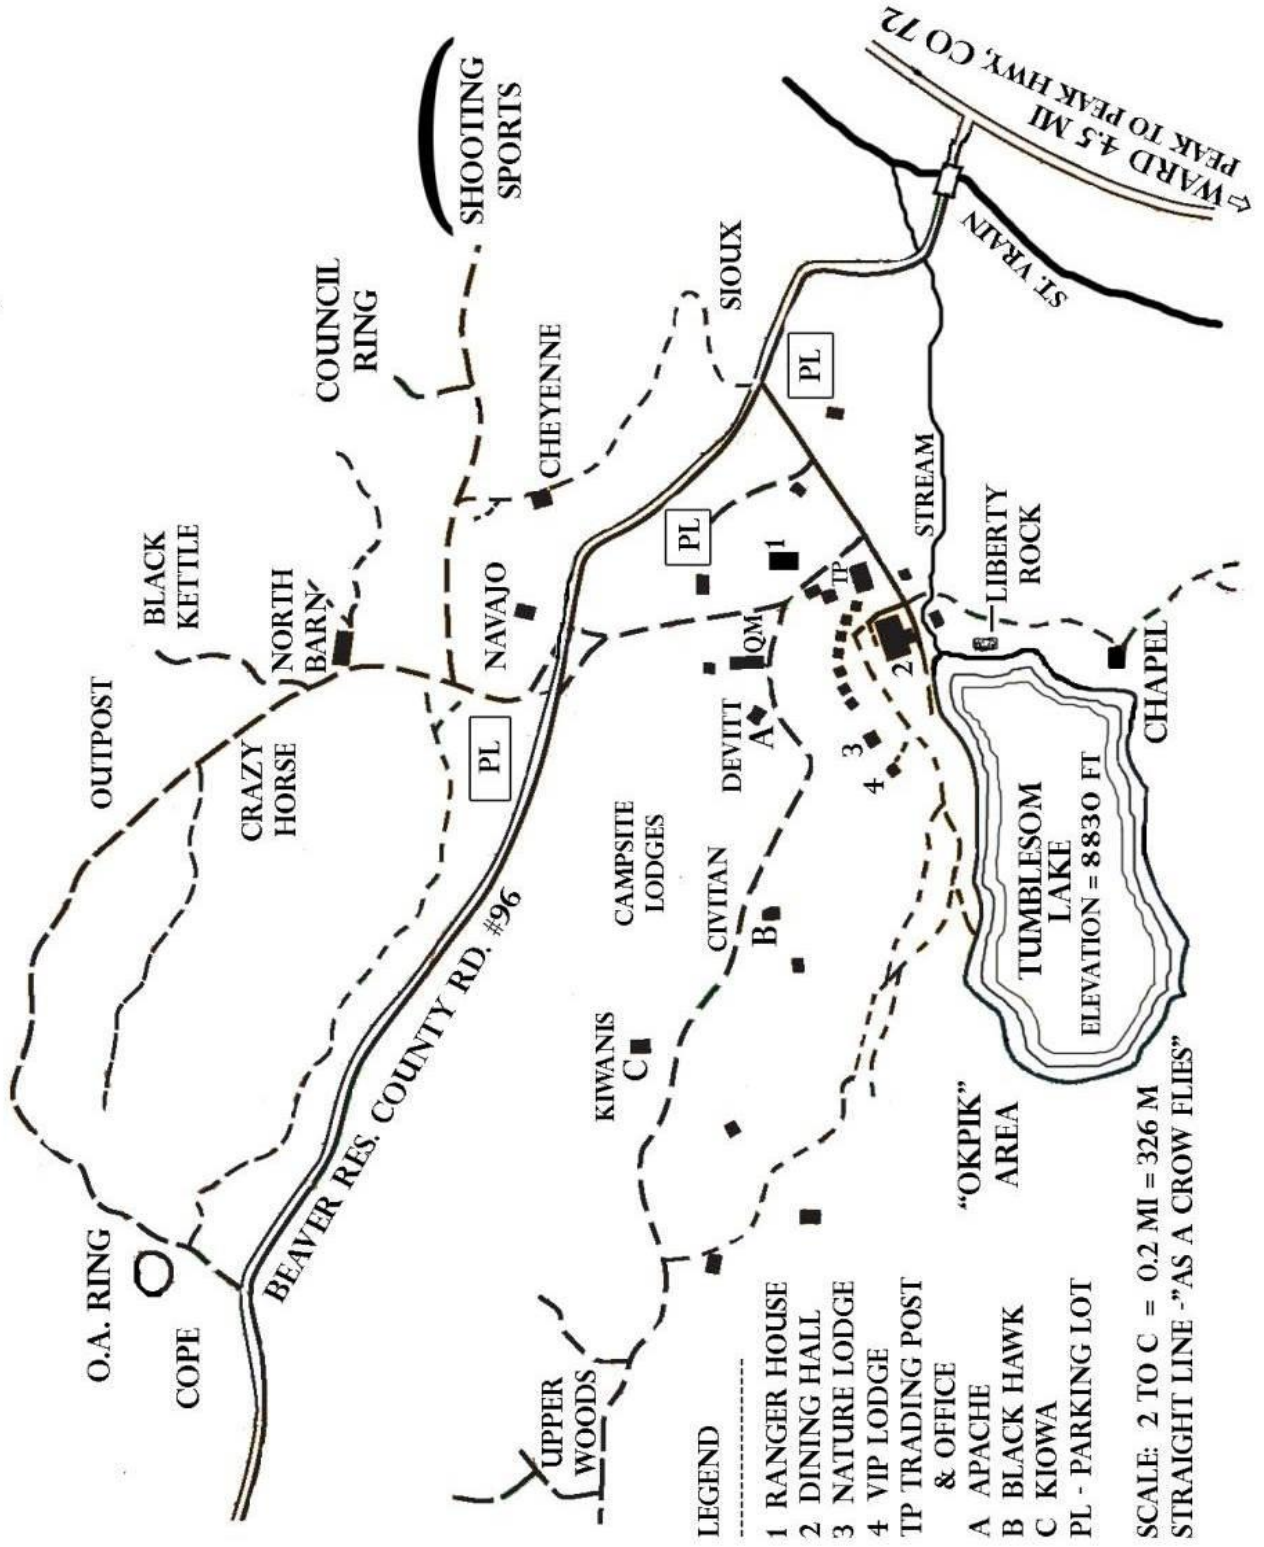 O.A. RING
COPE
OUTPOST
CRAZY
HORSE
BLACK
KETTLE
NORTH
BARN
COUNCIL
RING
SHOOTING
SPORTS
NAVAJO
CHEYENNE
SIOUX
PL
BEAVER RES. COUNTY RD. #96
PL
PL
UPPER
WOODS
KIWANIS
C
CAMPSITE
LODGES
CIVITAN
B
DEVITT
A
QM
1
TP
3
4
2
STREAM
LIBERTY
ROCK
ST. VRAIN
WARD 4.5 MI
PEAK TO PEAK HWY, CO 72
CHAPEL
TUMBLESOM
LAKE
ELEVATION = 8830 FT
"OKPIK"
AREA
LEGEND
1 RANGER HOUSE
2 DINING HALL
3 NATURE LODGE
4 VIP LODGE
TP TRADING POST
& OFFICE
A APACHE
B BLACK HAWK
C KIOWA
PL - PARKING LOT
SCALE: 2 TO C = 0.2 MI = 326 M
STRAIGHT LINE -"AS A CROW FLIES"